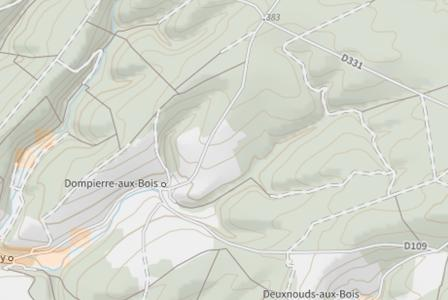 383
D331
Dompierre-aux-Bois
y
D109
Deuxnouds-aux-Bois